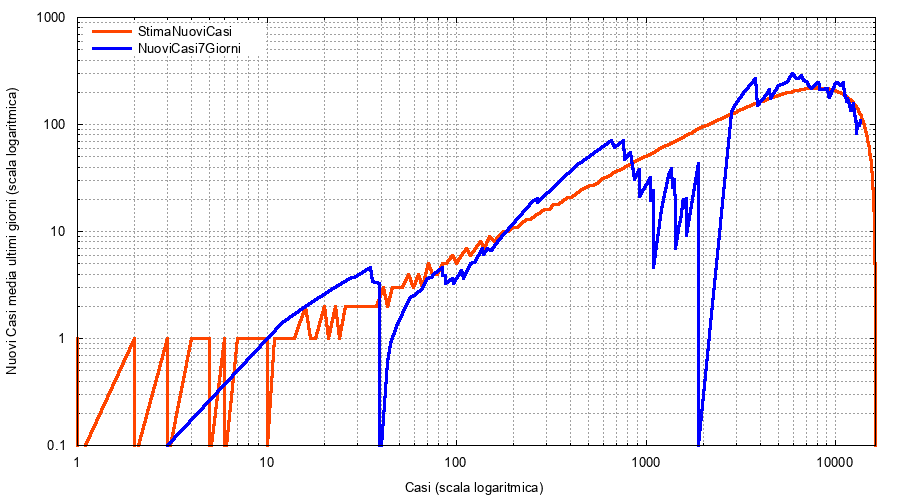 StimaNuoviCasi
NuoviCasi7Giorni
1000
100
10
1
0.1
1
10
100
1000
10000
Nuovi Casi media ultimi giorni (scala logaritmica)
Casi (scala logaritmica)